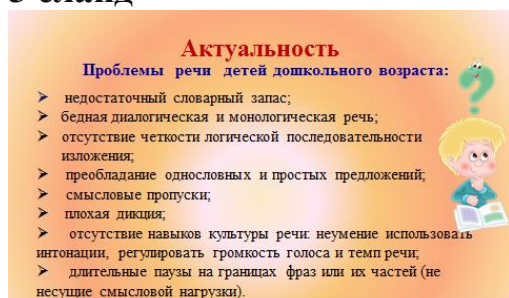 Актуальность
Проблемы речи детей дошкольного возраста:
➤ недостаточный словарный запас;
➤ бедная диалогическая и монологическая речь;
➤ отсутствие четкости логической последовательности
изложения;
➤ преобладание однословных и простых предложений;
➤ смысловые пропуски;
➤ плохая дикция;
➤ отсутствие навыков культуры речи: неумение использовать
интонации, регулировать громкость голоса и темп речи;
➤ длительные паузы на границах фраз или их частей (не
несущие смысловой нагрузки).